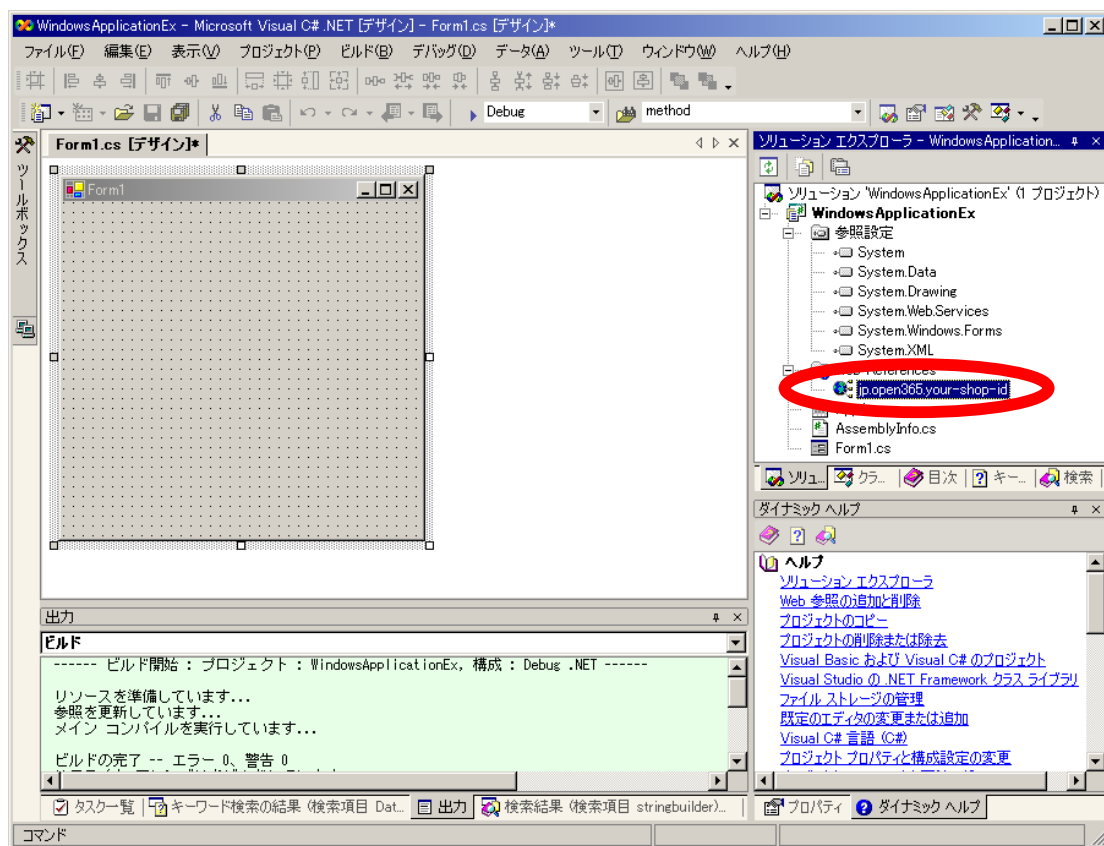 WindowsApplicationEx - Microsoft Visual C# .NET [デザイン] - Form1.cs [デザイン]*
ファイル(F) 編集(E) 表示(V) プロジェクト(P) ビルド(B) デバッグ(D) データ(A) ツール(T) ウィンドウ(W) ヘルプ(H)
Debug method
ツールボックス
Form1.cs [デザイン]*
Form1
ソリューション エクスプローラ - WindowsApplication...
ソリューション 'WindowsApplicationEx' (1 プロジェクト)
WindowsApplicationEx
参照設定
System
System.Data
System.Drawing
System.Web.Services
System.Windows.Forms
System.XML
jp.open365.your-shop-id
AssemblyInfo.cs
Form1.cs
ソリュ... クラ... 目次 キー... 検索
ダイナミック ヘルプ
ヘルプ
ソリューション エクスプローラ
Web 参照の追加と削除
プロジェクトのコピー
プロジェクトの削除または除去
Visual Basic および Visual C# のプロジェクト
Visual Studio の .NET Framework クラス ライブラリ
ファイル ストレージの管理
既定のエディタの変更または追加
Visual C# 言語 (C#)
プロジェクト プロパティと構成設定の変更
出力
ビルド
------ ビルド開始 : プロジェクト : WindowsApplicationEx, 構成 : Debug .NET ------
リソースを準備しています...
参照を更新しています...
メイン コンパイルを実行しています...
ビルドの完了 -- エラー 0、警告 0
タスク一覧 キーワード検索の結果 (検索項目 Dat... 出力 検索結果 (検索項目 stringbuilder)... プロパティ ダイナミック ヘルプ
コマンド